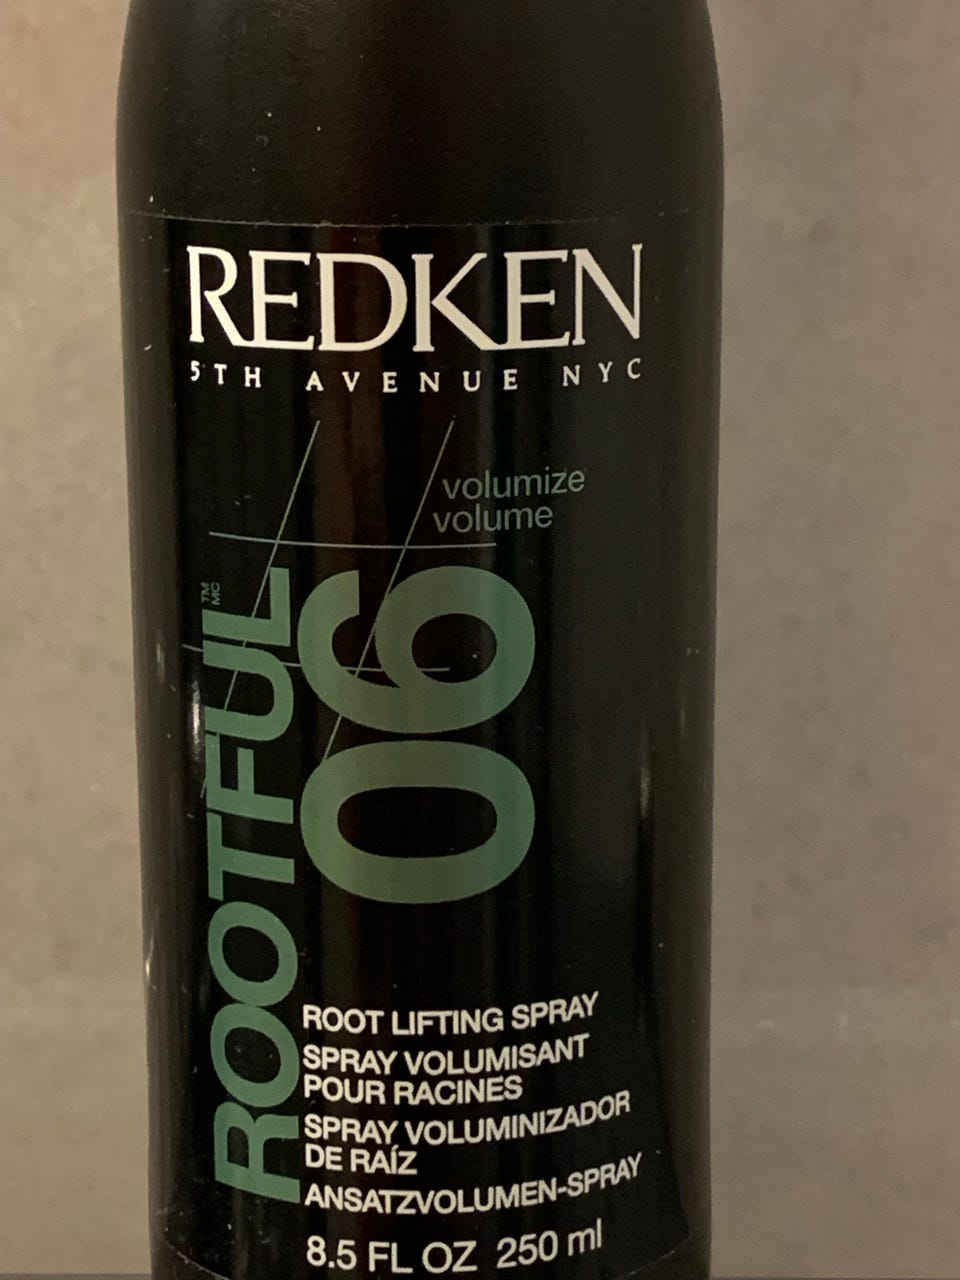 REDKEN
5TH AVENUE NYC
volumize
volume
ROOTFUL™ MC
06
ROOT LIFTING SPRAY
SPRAY VOLUMISANT
POUR RACINES
SPRAY VOLUMINIZADOR
DE RAÍZ
ANSATZVOLUMEN-SPRAY
8.5 FL OZ 250 ml